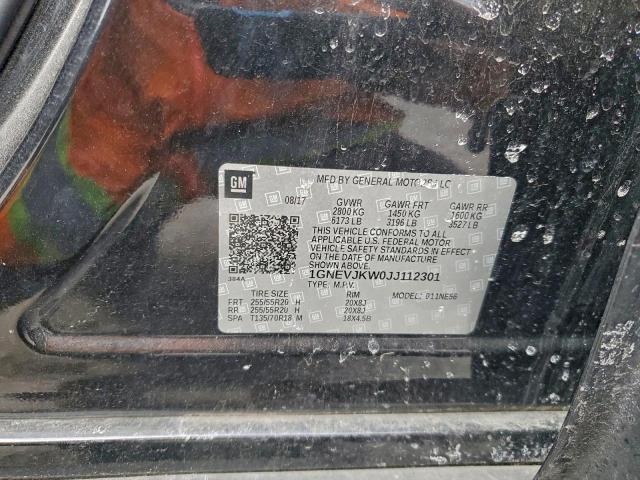 GM
MFD BY GENERAL MOTORS LLC
08/17
GVWR GAWR FRT GAWR RR
2800 KG 1450 KG 1600 KG
6173 LB 3196 LB 3527 LB
THIS VEHICLE CONFORMS TO ALL
APPLICABLE U.S. FEDERAL MOTOR
VEHICLE SAFETY STANDARDS IN EFFECT ON
DATE OF MANUFACTURE
SHOWN ABOVE.
1GNEVJKW0JJ112301
384A
TYPE: M.P.V. MODEL: 011NE56
TIRE SIZE RIM
FRT 255/55R20 H 20X8J
RR 255/55R20 H 20X8J
SPA T135/70R18 M 18X4.5B